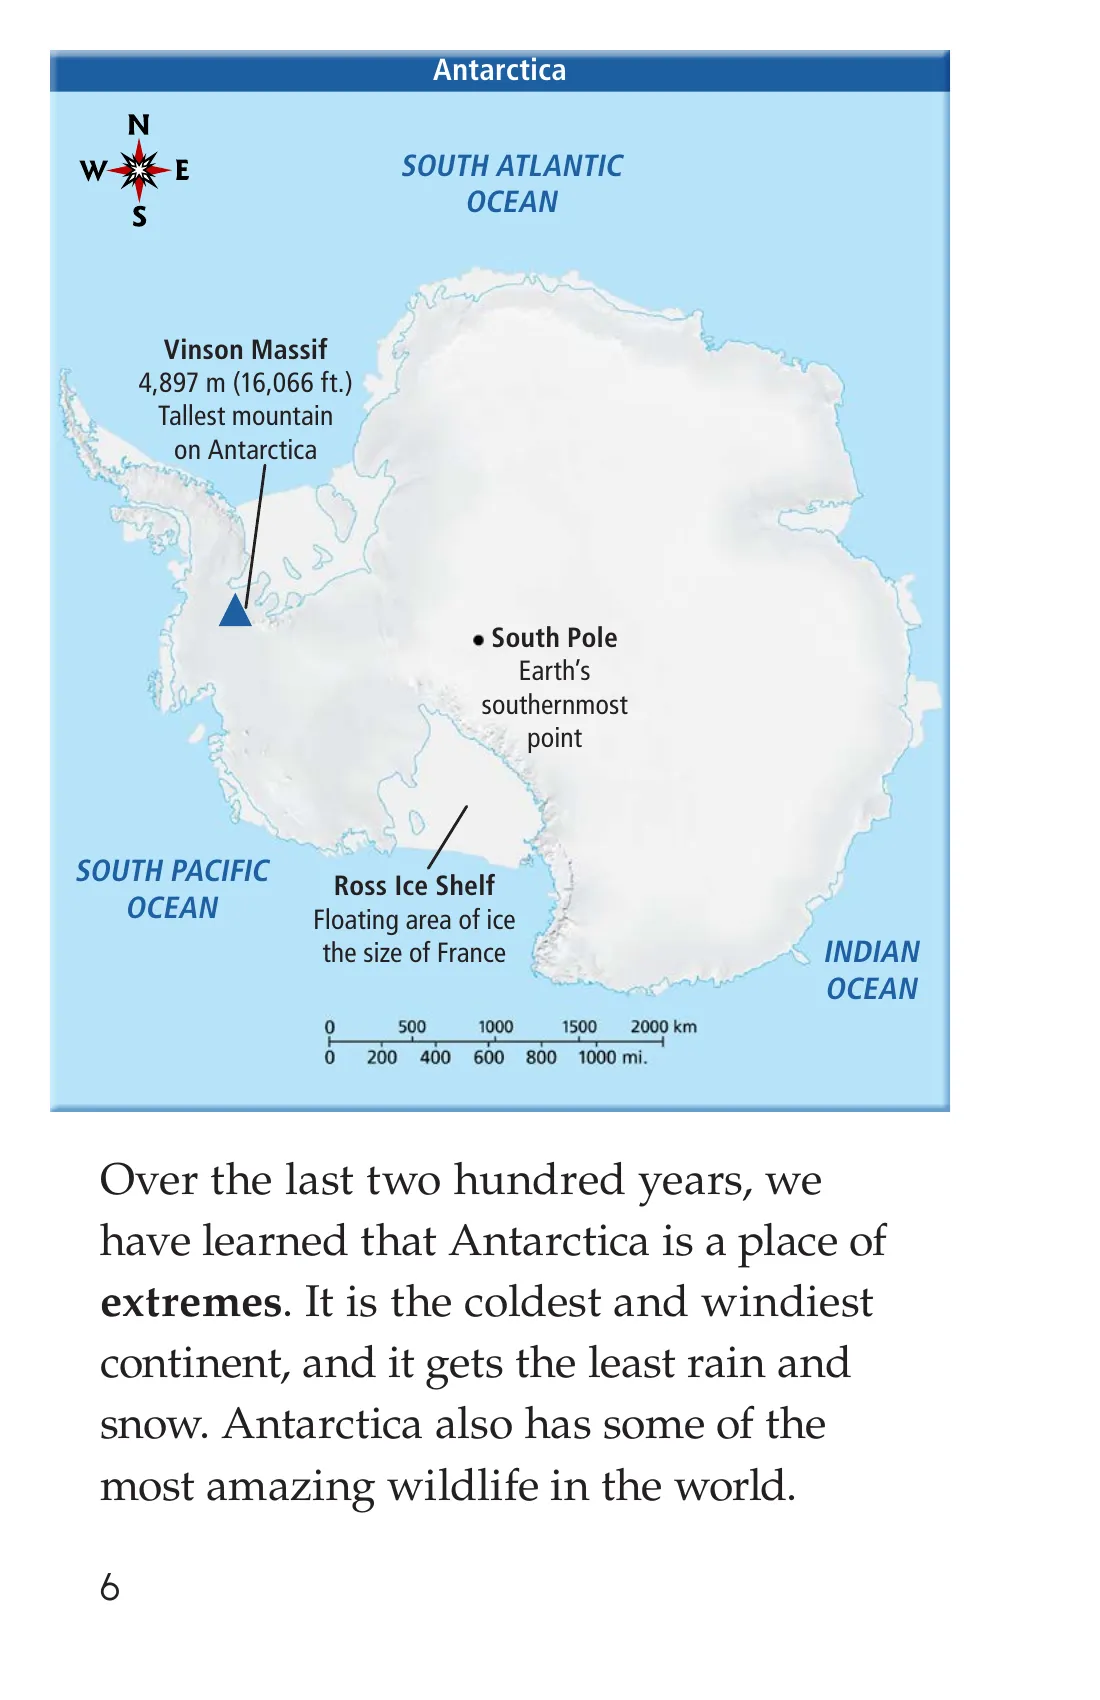 Antarctica
N
W E
S
SOUTH ATLANTIC
OCEAN
Vinson Massif
4,897 m (16,066 ft.)
Tallest mountain
on Antarctica
South Pole
Earth’s
southernmost
point
SOUTH PACIFIC
OCEAN
Ross Ice Shelf
Floating area of ice
the size of France
INDIAN
OCEAN
0 500 1000 1500 2000 km
0 200 400 600 800 1000 mi.
Over the last two hundred years, we
have learned that Antarctica is a place of
extremes. It is the coldest and windiest
continent, and it gets the least rain and
snow. Antarctica also has some of the
most amazing wildlife in the world.
6